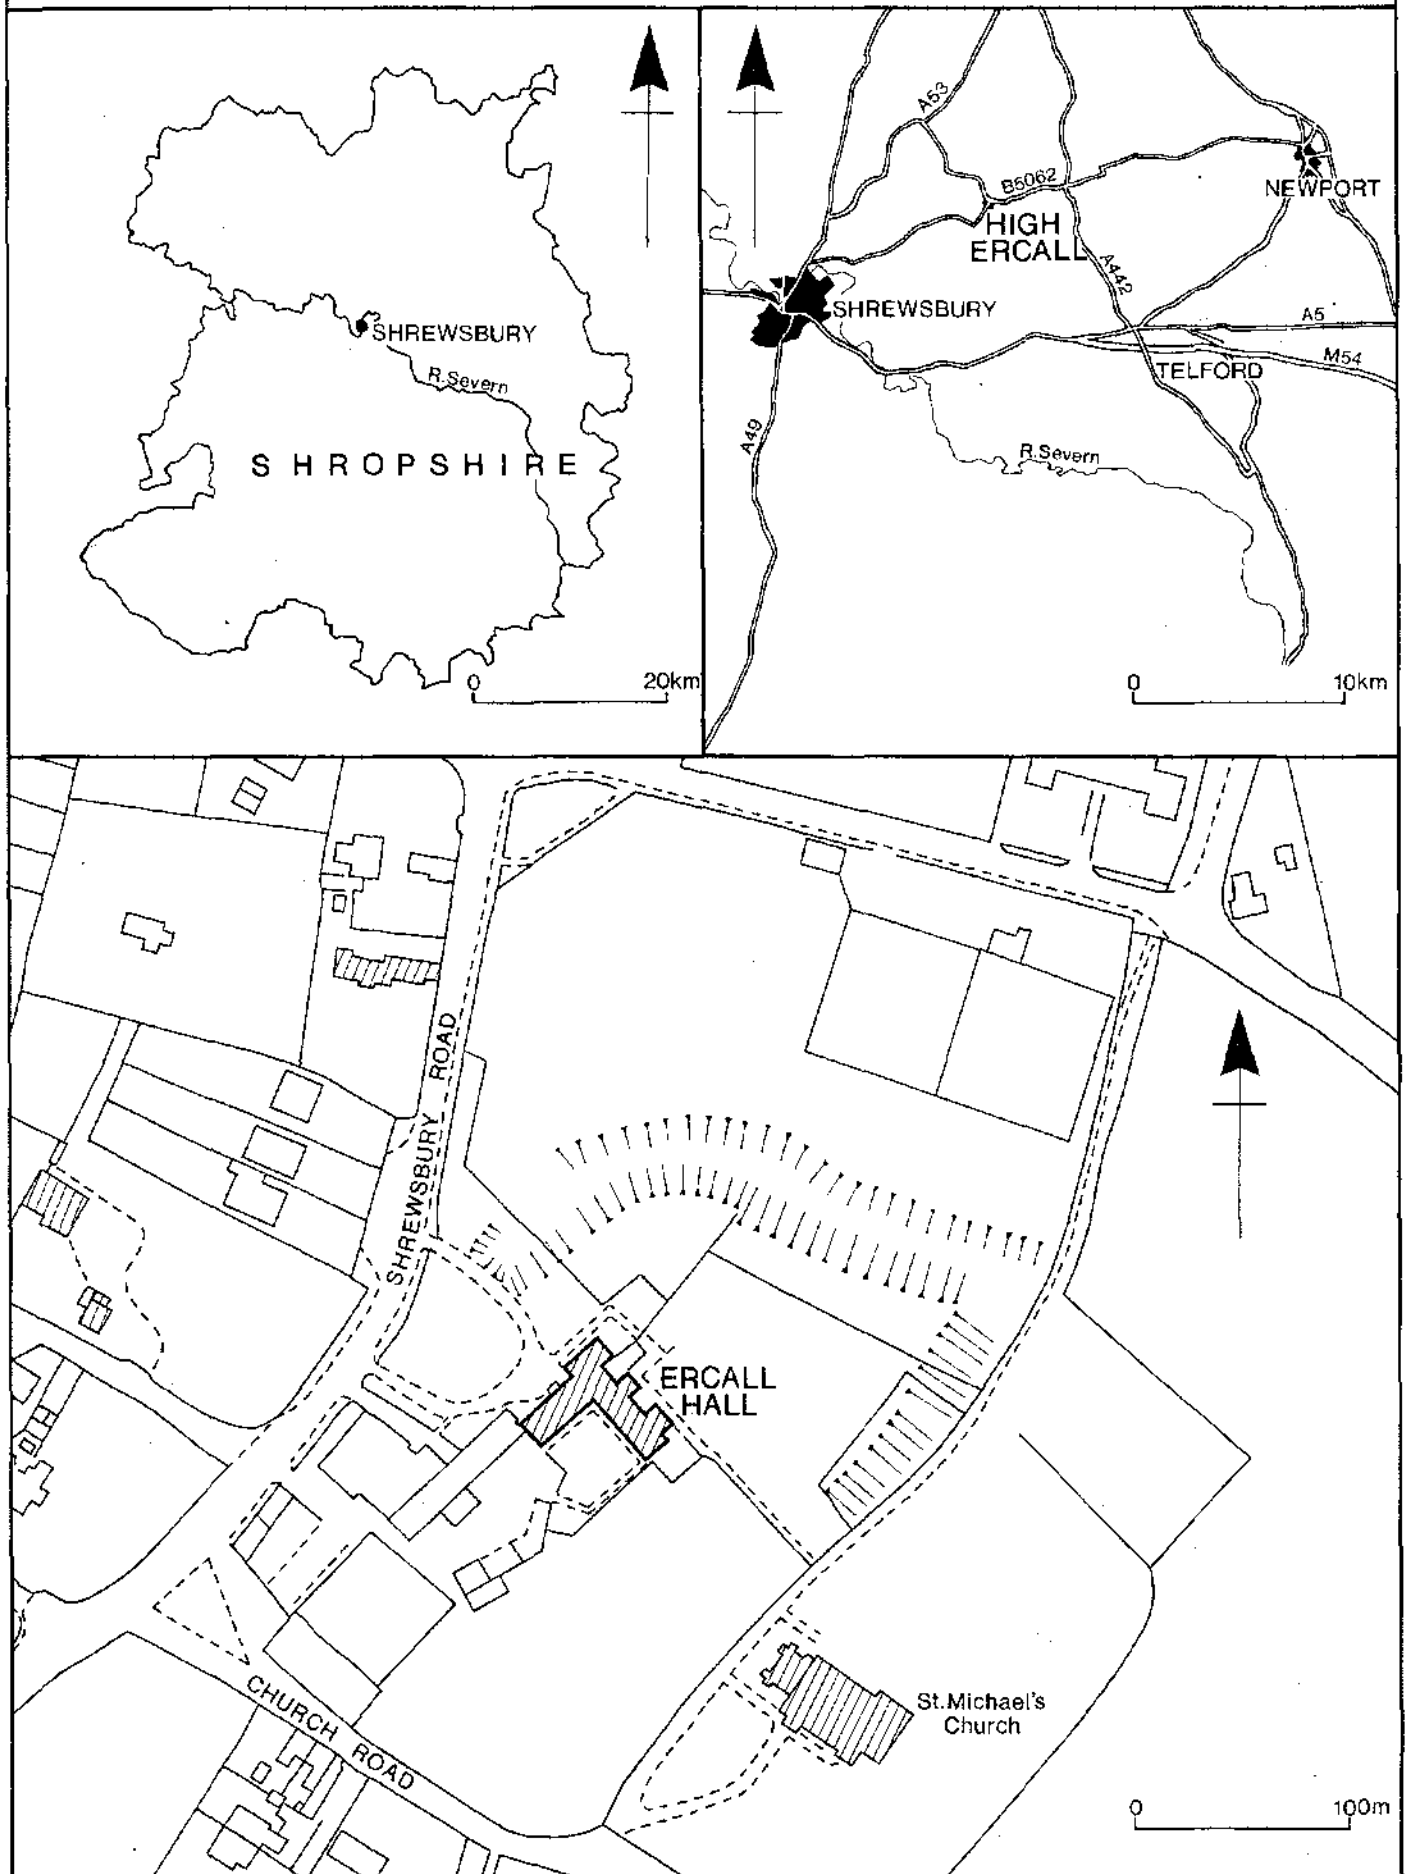 SHREWSBURY
R.Severn
SHROPSHIRE
0 20km
A53
B5062
NEWPORT
HIGH
ERCALL
A442
SHREWSBURY
A5
M54
TELFORD
A49
R.Severn
0 10km
SHREWSBURY ROAD
ERCALL
HALL
CHURCH ROAD
St.Michael's
Church
0 100m